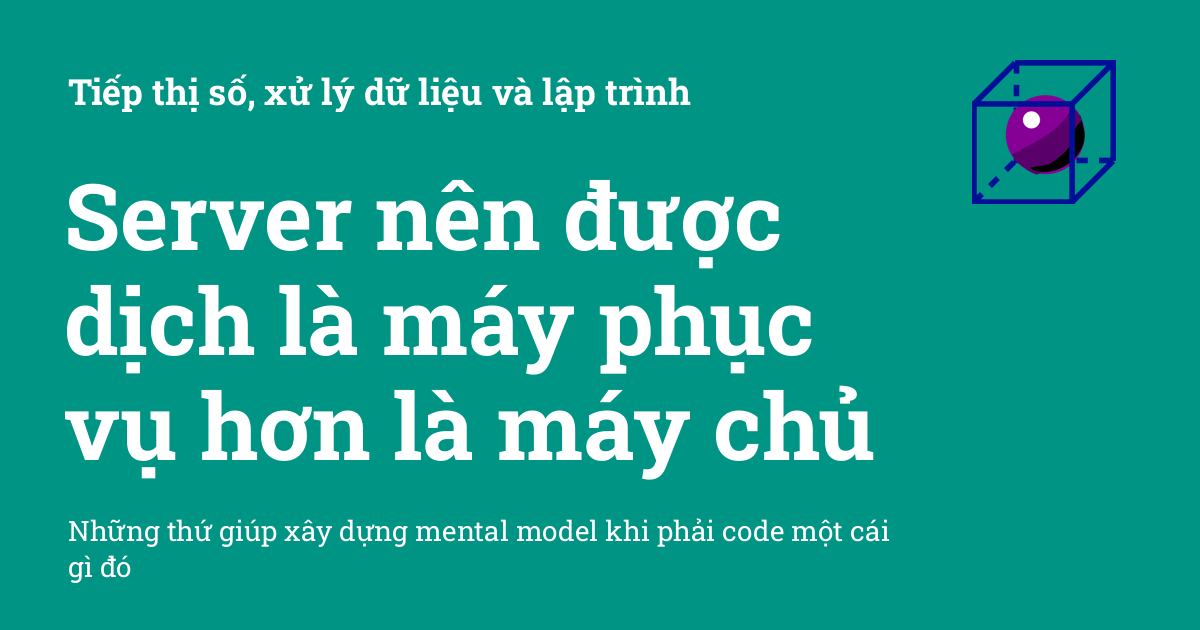 Tiếp thị số, xử lý dữ liệu và lập trình
Server nên được
dịch là máy phục
vụ hơn là máy chủ
Những thứ giúp xây dựng mental model khi phải code một cái
gì đó